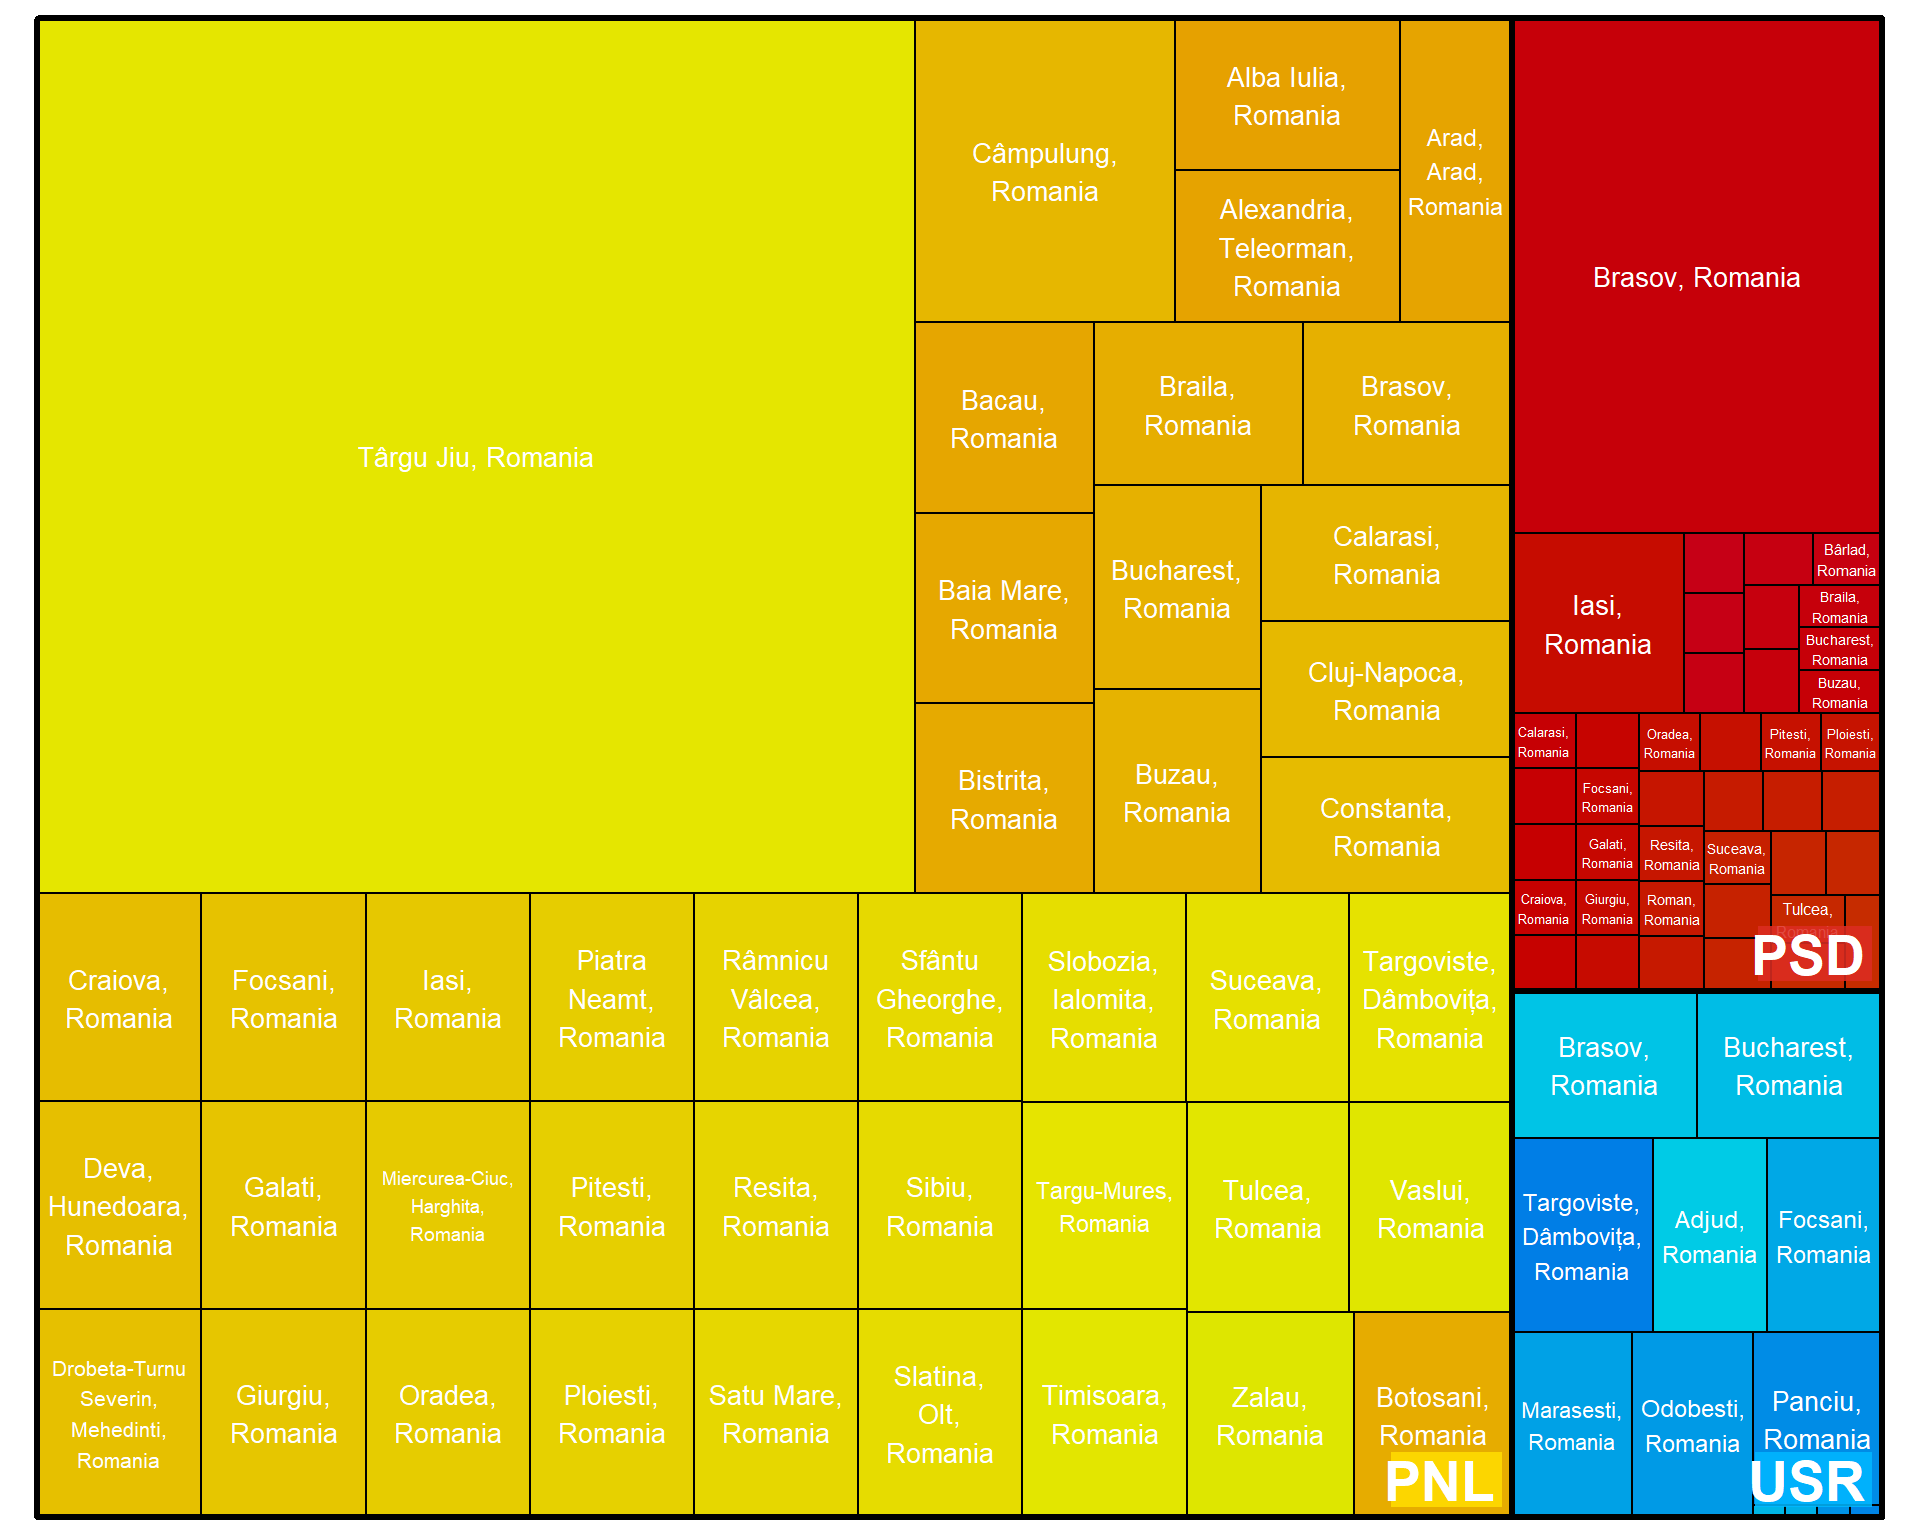 Târgu Jiu, Romania
Câmpulung,
Romania
Alba Iulia,
Romania
Alexandria,
Teleorman,
Romania
Arad,
Arad,
Romania
Bacau,
Romania
Braila,
Romania
Brasov,
Romania
Baia Mare,
Romania
Bucharest,
Romania
Calarasi,
Romania
Cluj-Napoca,
Romania
Bistrita,
Romania
Buzau,
Romania
Constanta,
Romania
Craiova,
Romania
Focsani,
Romania
Iasi,
Romania
Piatra
Neamt,
Romania
Râmnicu
Vâlcea,
Romania
Sfântu
Gheorghe,
Romania
Slobozia,
Ialomita,
Romania
Suceava,
Romania
Targoviste,
Dâmbovița,
Romania
Deva,
Hunedoara,
Romania
Galati,
Romania
Miercurea-Ciuc,
Harghita,
Romania
Pitesti,
Romania
Resita,
Romania
Sibiu,
Romania
Targu-Mures,
Romania
Tulcea,
Romania
Vaslui,
Romania
Drobeta-Turnu
Severin,
Mehedinti,
Romania
Giurgiu,
Romania
Oradea,
Romania
Ploiesti,
Romania
Satu Mare,
Romania
Slatina,
Olt,
Romania
Timisoara,
Romania
Zalau,
Romania
Botosani,
Romania
PNL
Brasov, Romania
Iasi,
Romania
Bârlad,
Romania
Braila,
Romania
Bucharest,
Romania
Buzau,
Romania
Calarasi,
Romania
Oradea,
Romania
Pitesti,
Romania
Ploiesti,
Romania
Focsani,
Romania
Galati,
Romania
Resita,
Romania
Suceava,
Romania
Craiova,
Romania
Giurgiu,
Romania
Roman,
Romania
Tulcea,
Romania
PSD
Brasov,
Romania
Bucharest,
Romania
Targoviste,
Dâmbovița,
Romania
Adjud,
Romania
Focsani,
Romania
Marasesti,
Romania
Odobesti,
Romania
Panciu,
Romania
USR